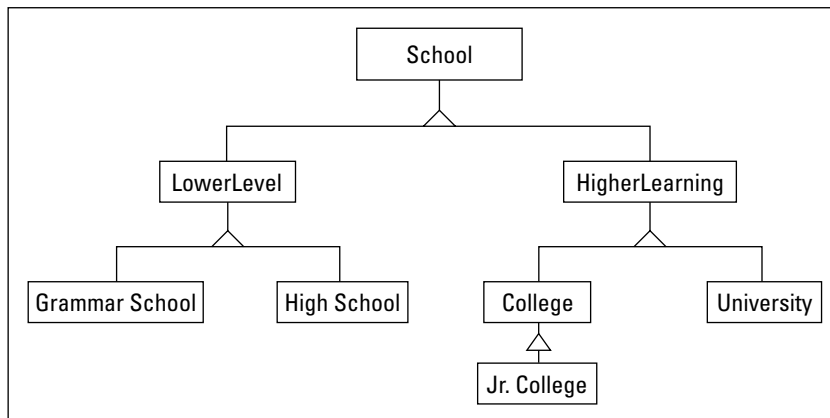 School
LowerLevel
HigherLearning
Grammar School
High School
College
University
Jr. College